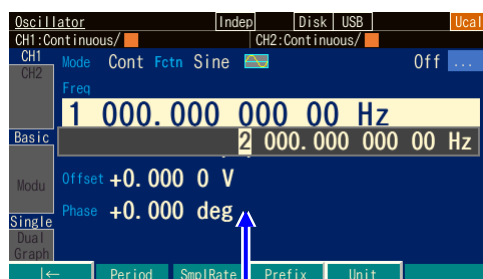 Oscillator Indep Disk USB Ucal
CH1:Continuous/ CH2:Continuous/
CH1 Mode Cont Fctn Sine Off ...
CH2
Freq
1 000.000 000 00 Hz
Basic 2 000.000 000 00 Hz
Modu Offset +0.000 0 V
Phase +0.000 deg
Single
Dual
Graph
|← Period SmplRate Prefix Unit